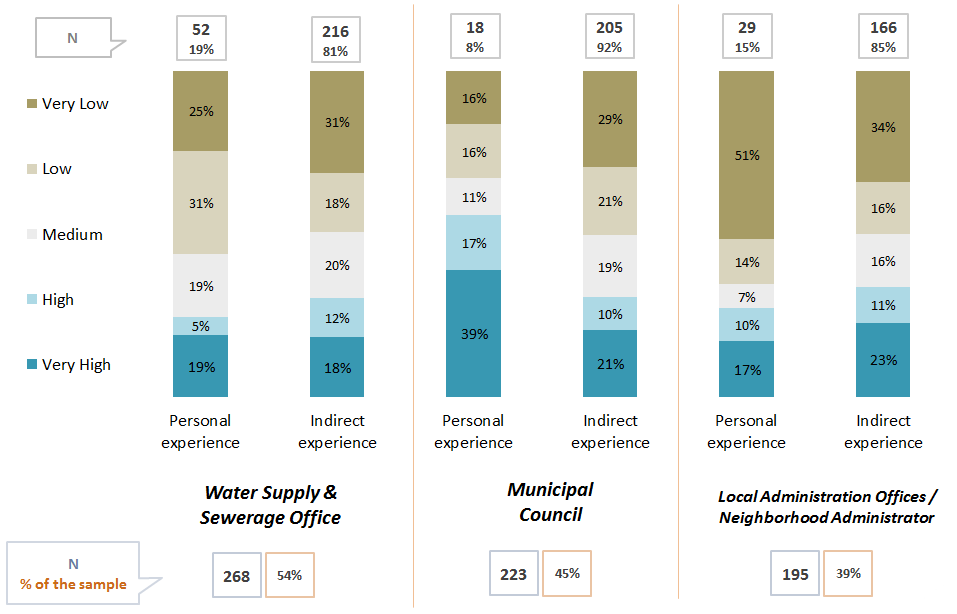 N
52
19%
216
81%
18
8%
205
92%
29
15%
166
85%
Very Low
Low
Medium
High
Very High
25%
31%
19%
5%
19%
31%
18%
20%
12%
18%
16%
16%
11%
17%
39%
29%
21%
19%
10%
21%
51%
14%
7%
10%
17%
34%
16%
16%
11%
23%
Personal
experience
Indirect
experience
Personal
experience
Indirect
experience
Personal
experience
Indirect
experience
Water Supply &
Sewerage Office
Municipal
Council
Local Administration Offices /
Neighborhood Administrator
N
% of the sample
268
54%
223
45%
195
39%